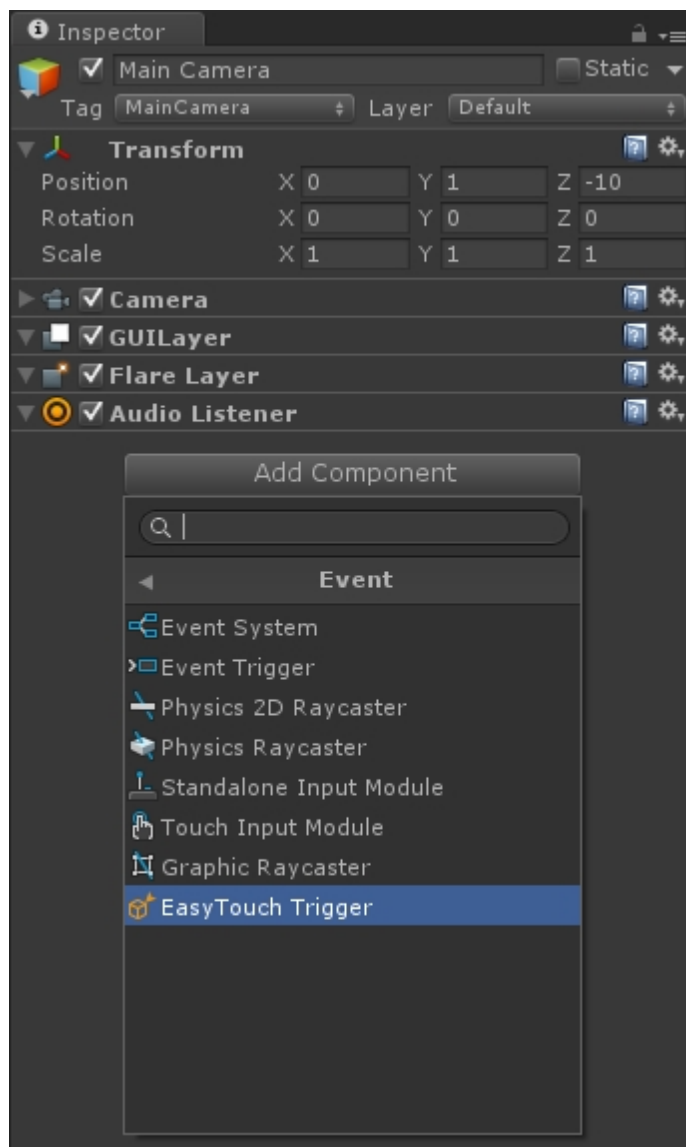 Inspector
Main Camera Static
Tag MainCamera Layer Default
Transform
Position X 0 Y 1 Z -10
Rotation X 0 Y 0 Z 0
Scale X 1 Y 1 Z 1
Camera
GUILayer
Flare Layer
Audio Listener
Add Component
Event
Event System
Event Trigger
Physics 2D Raycaster
Physics Raycaster
Standalone Input Module
Touch Input Module
Graphic Raycaster
EasyTouch Trigger